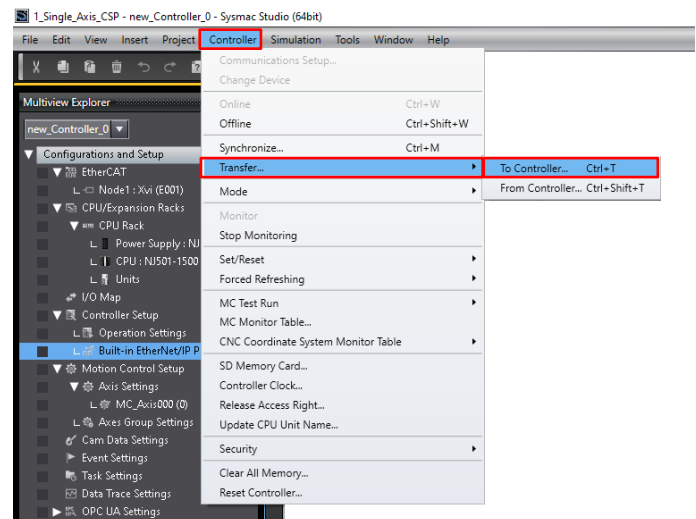 1_Single_Axis_CSP - new_Controller_0 - Sysmac Studio (64bit)
File Edit View Insert Project Controller Simulation Tools Window Help
Multiview Explorer
new_Controller_0
Configurations and Setup
EtherCAT
Node1 : Xvi (E001)
CPU/Expansion Racks
CPU Rack
Power Supply : NJ
CPU : NJ501-1500
Units
I/O Map
Controller Setup
Operation Settings
Built-in EtherNet/IP P
Motion Control Setup
Axis Settings
MC_Axis000 (0)
Axes Group Settings
Cam Data Settings
Event Settings
Task Settings
Data Trace Settings
OPC UA Settings
Communications Setup...
Change Device
Online Ctrl+W
Offline Ctrl+Shift+W
Synchronize... Ctrl+M
Transfer...
Mode
Monitor
Stop Monitoring
Set/Reset
Forced Refreshing
MC Test Run
MC Monitor Table...
CNC Coordinate System Monitor Table
SD Memory Card...
Controller Clock...
Release Access Right...
Update CPU Unit Name...
Security
Clear All Memory...
Reset Controller...
To Controller... Ctrl+T
From Controller... Ctrl+Shift+T